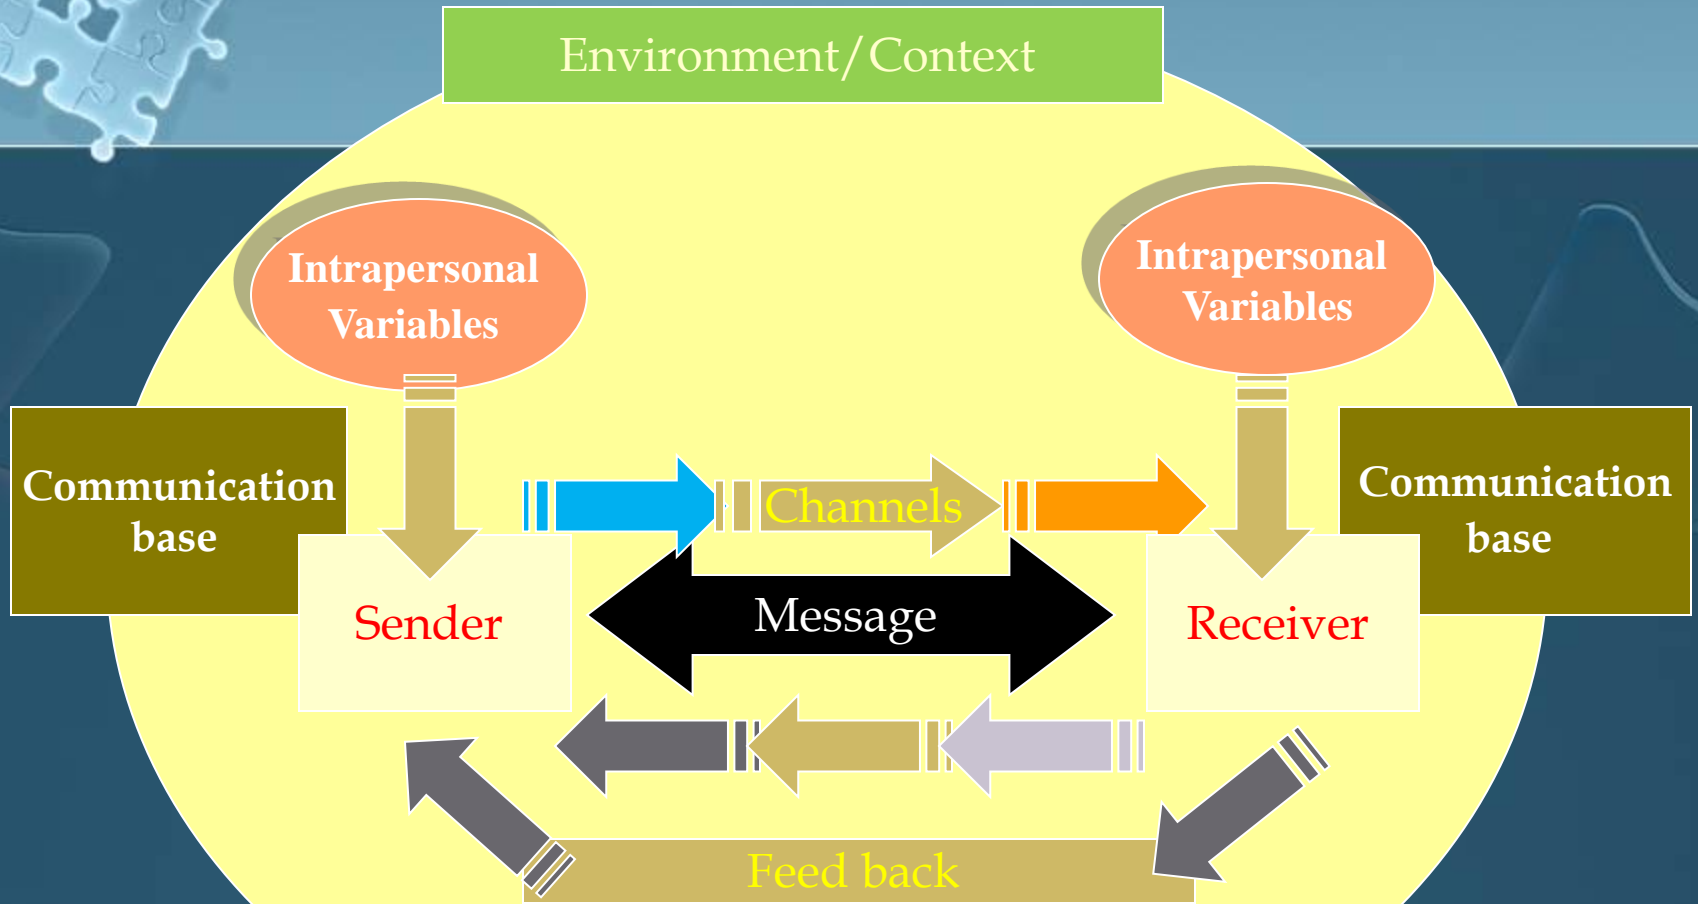 Environment/Context
Intrapersonal
Variables
Intrapersonal
Variables
Communication
base
Communication
base
Channels
Sender
Message
Receiver
Feed back